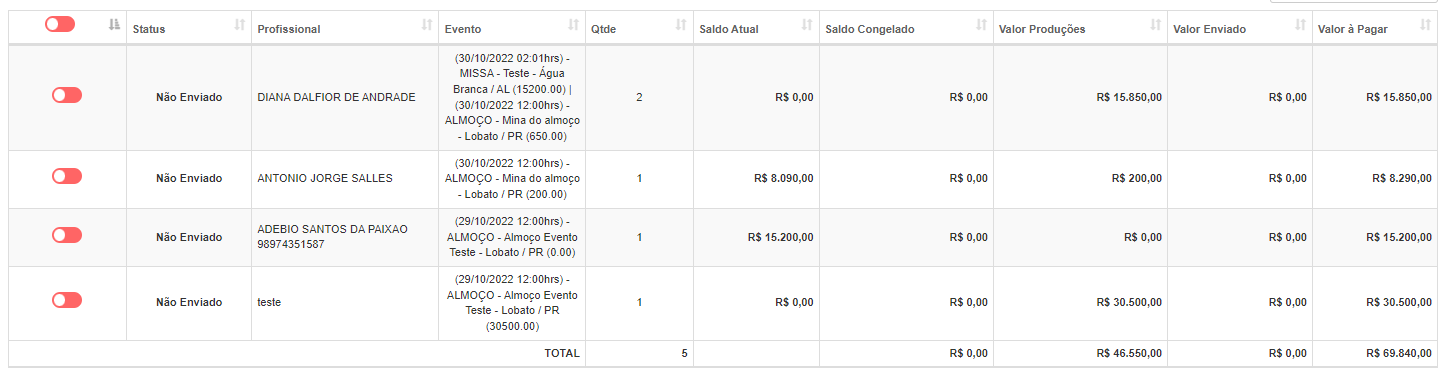 Status Profissional Evento Qtde Saldo Atual Saldo Congelado Valor Produções Valor Enviado Valor à Pagar
(30/10/2022 02:01hrs) -
MISSA - Teste - Água
Branca / AL (15200.00) |
Não Enviado DIANA DALFIOR DE ANDRADE (30/10/2022 12:00hrs) - 2 R$ 0,00 R$ 0,00 R$ 15.850,00 R$ 0,00 R$ 15.850,00
ALMOÇO - Mina do almoço
- Lobato / PR (650.00)
(30/10/2022 12:00hrs) -
Não Enviado ANTONIO JORGE SALLES ALMOÇO - Mina do almoço 1 R$ 8.090,00 R$ 0,00 R$ 200,00 R$ 0,00 R$ 8.290,00
- Lobato / PR (200.00)
(29/10/2022 12:00hrs) -
Não Enviado ADEBIO SANTOS DA PAIXAO ALMOÇO - Almoço Evento 1 R$ 15.200,00 R$ 0,00 R$ 0,00 R$ 0,00 R$ 15.200,00
98974351587 Teste - Lobato / PR (0.00)
(29/10/2022 12:00hrs) -
ALMOÇO - Almoço Evento
Não Enviado teste Teste - Lobato / PR 1 R$ 0,00 R$ 0,00 R$ 30.500,00 R$ 0,00 R$ 30.500,00
(30500.00)
TOTAL 5 R$ 0,00 R$ 46.550,00 R$ 0,00 R$ 69.840,00